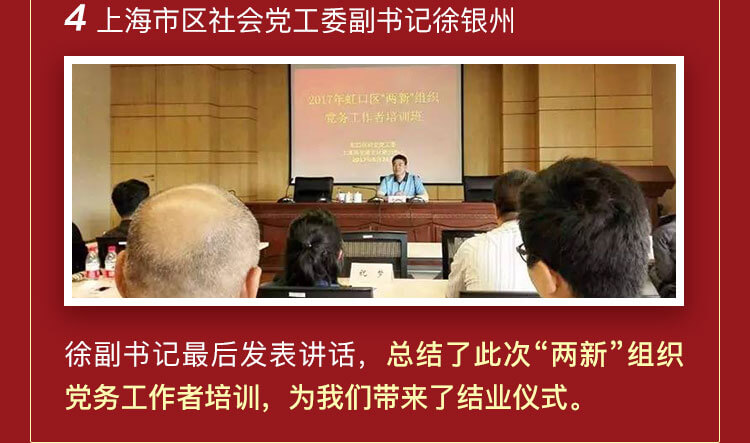 4 上海市区社会党工委副书记徐银州
2017年虹口区“两新”组织
党务工作者培训班
徐副书记最后发表讲话，总结了此次“两新”组织
党务工作者培训，为我们带来了结业仪式。